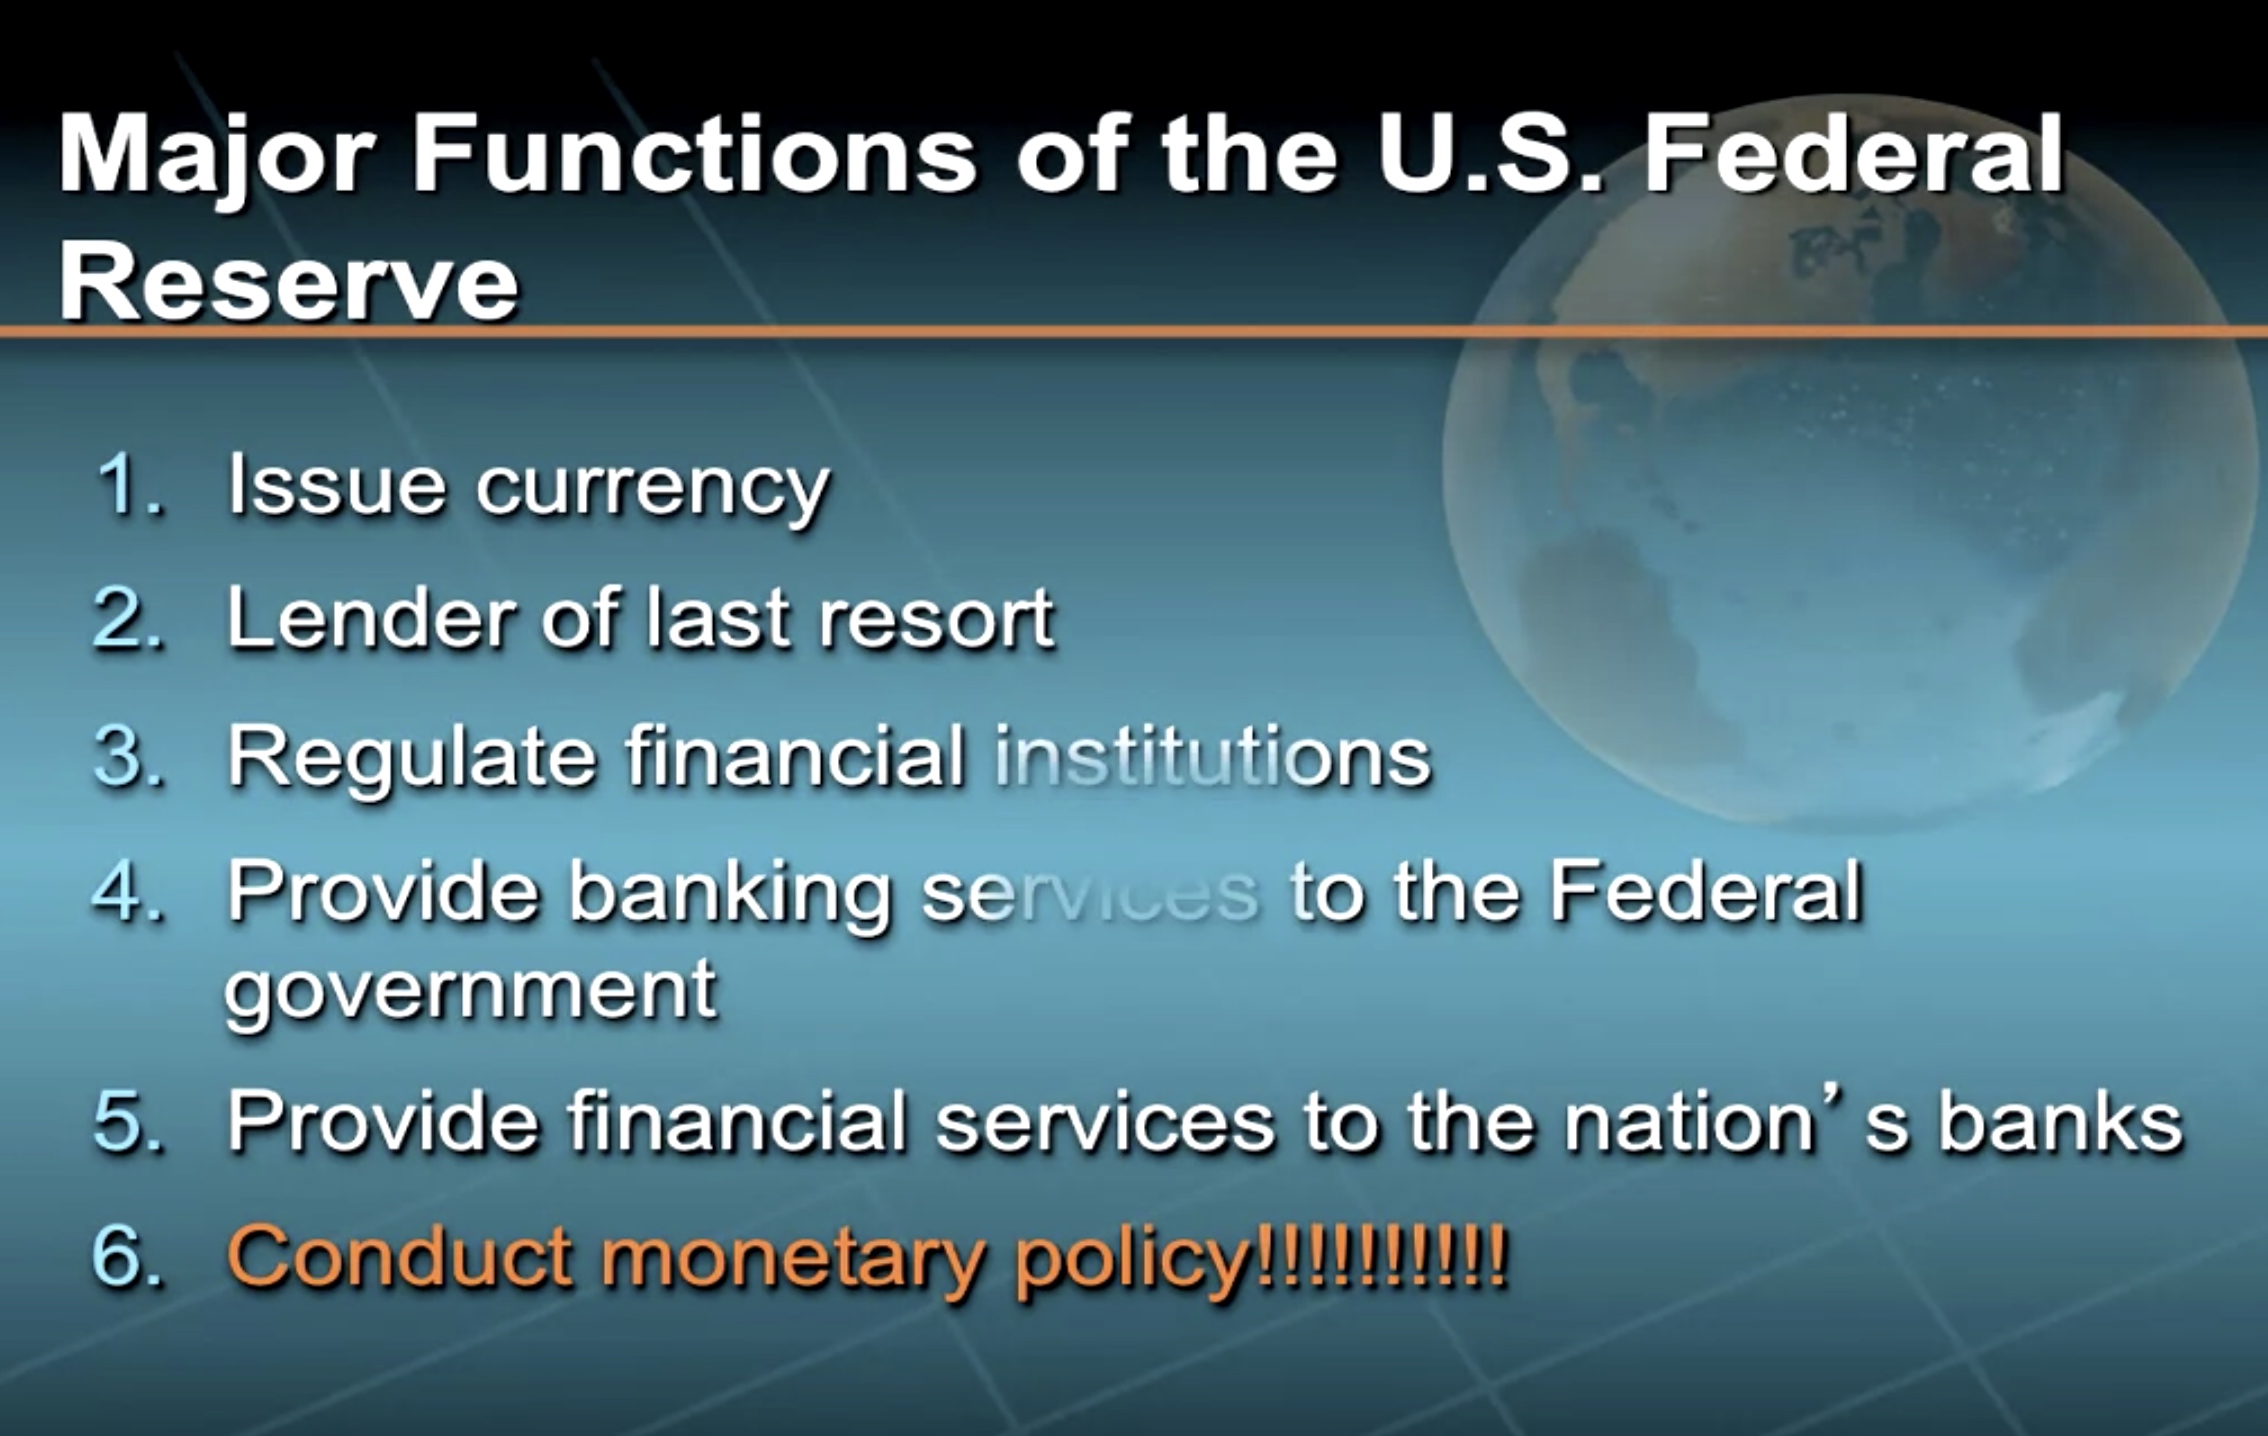 Major Functions of the U.S. Federal
Reserve
1. Issue currency
2. Lender of last resort
3. Regulate financial institutions
4. Provide banking services to the Federal
government
5. Provide financial services to the nation’s banks
6. Conduct monetary policy!!!!!!!!!!